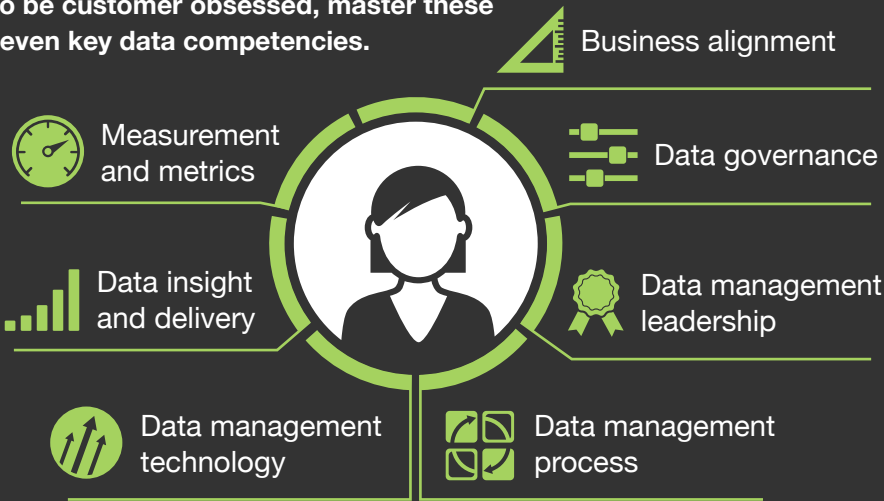 o be customer obsessed, master these
even key data competencies.
Business alignment
Measurement
and metrics
Data governance
Data insight
and delivery
Data management
leadership
Data management
technology
Data management
process